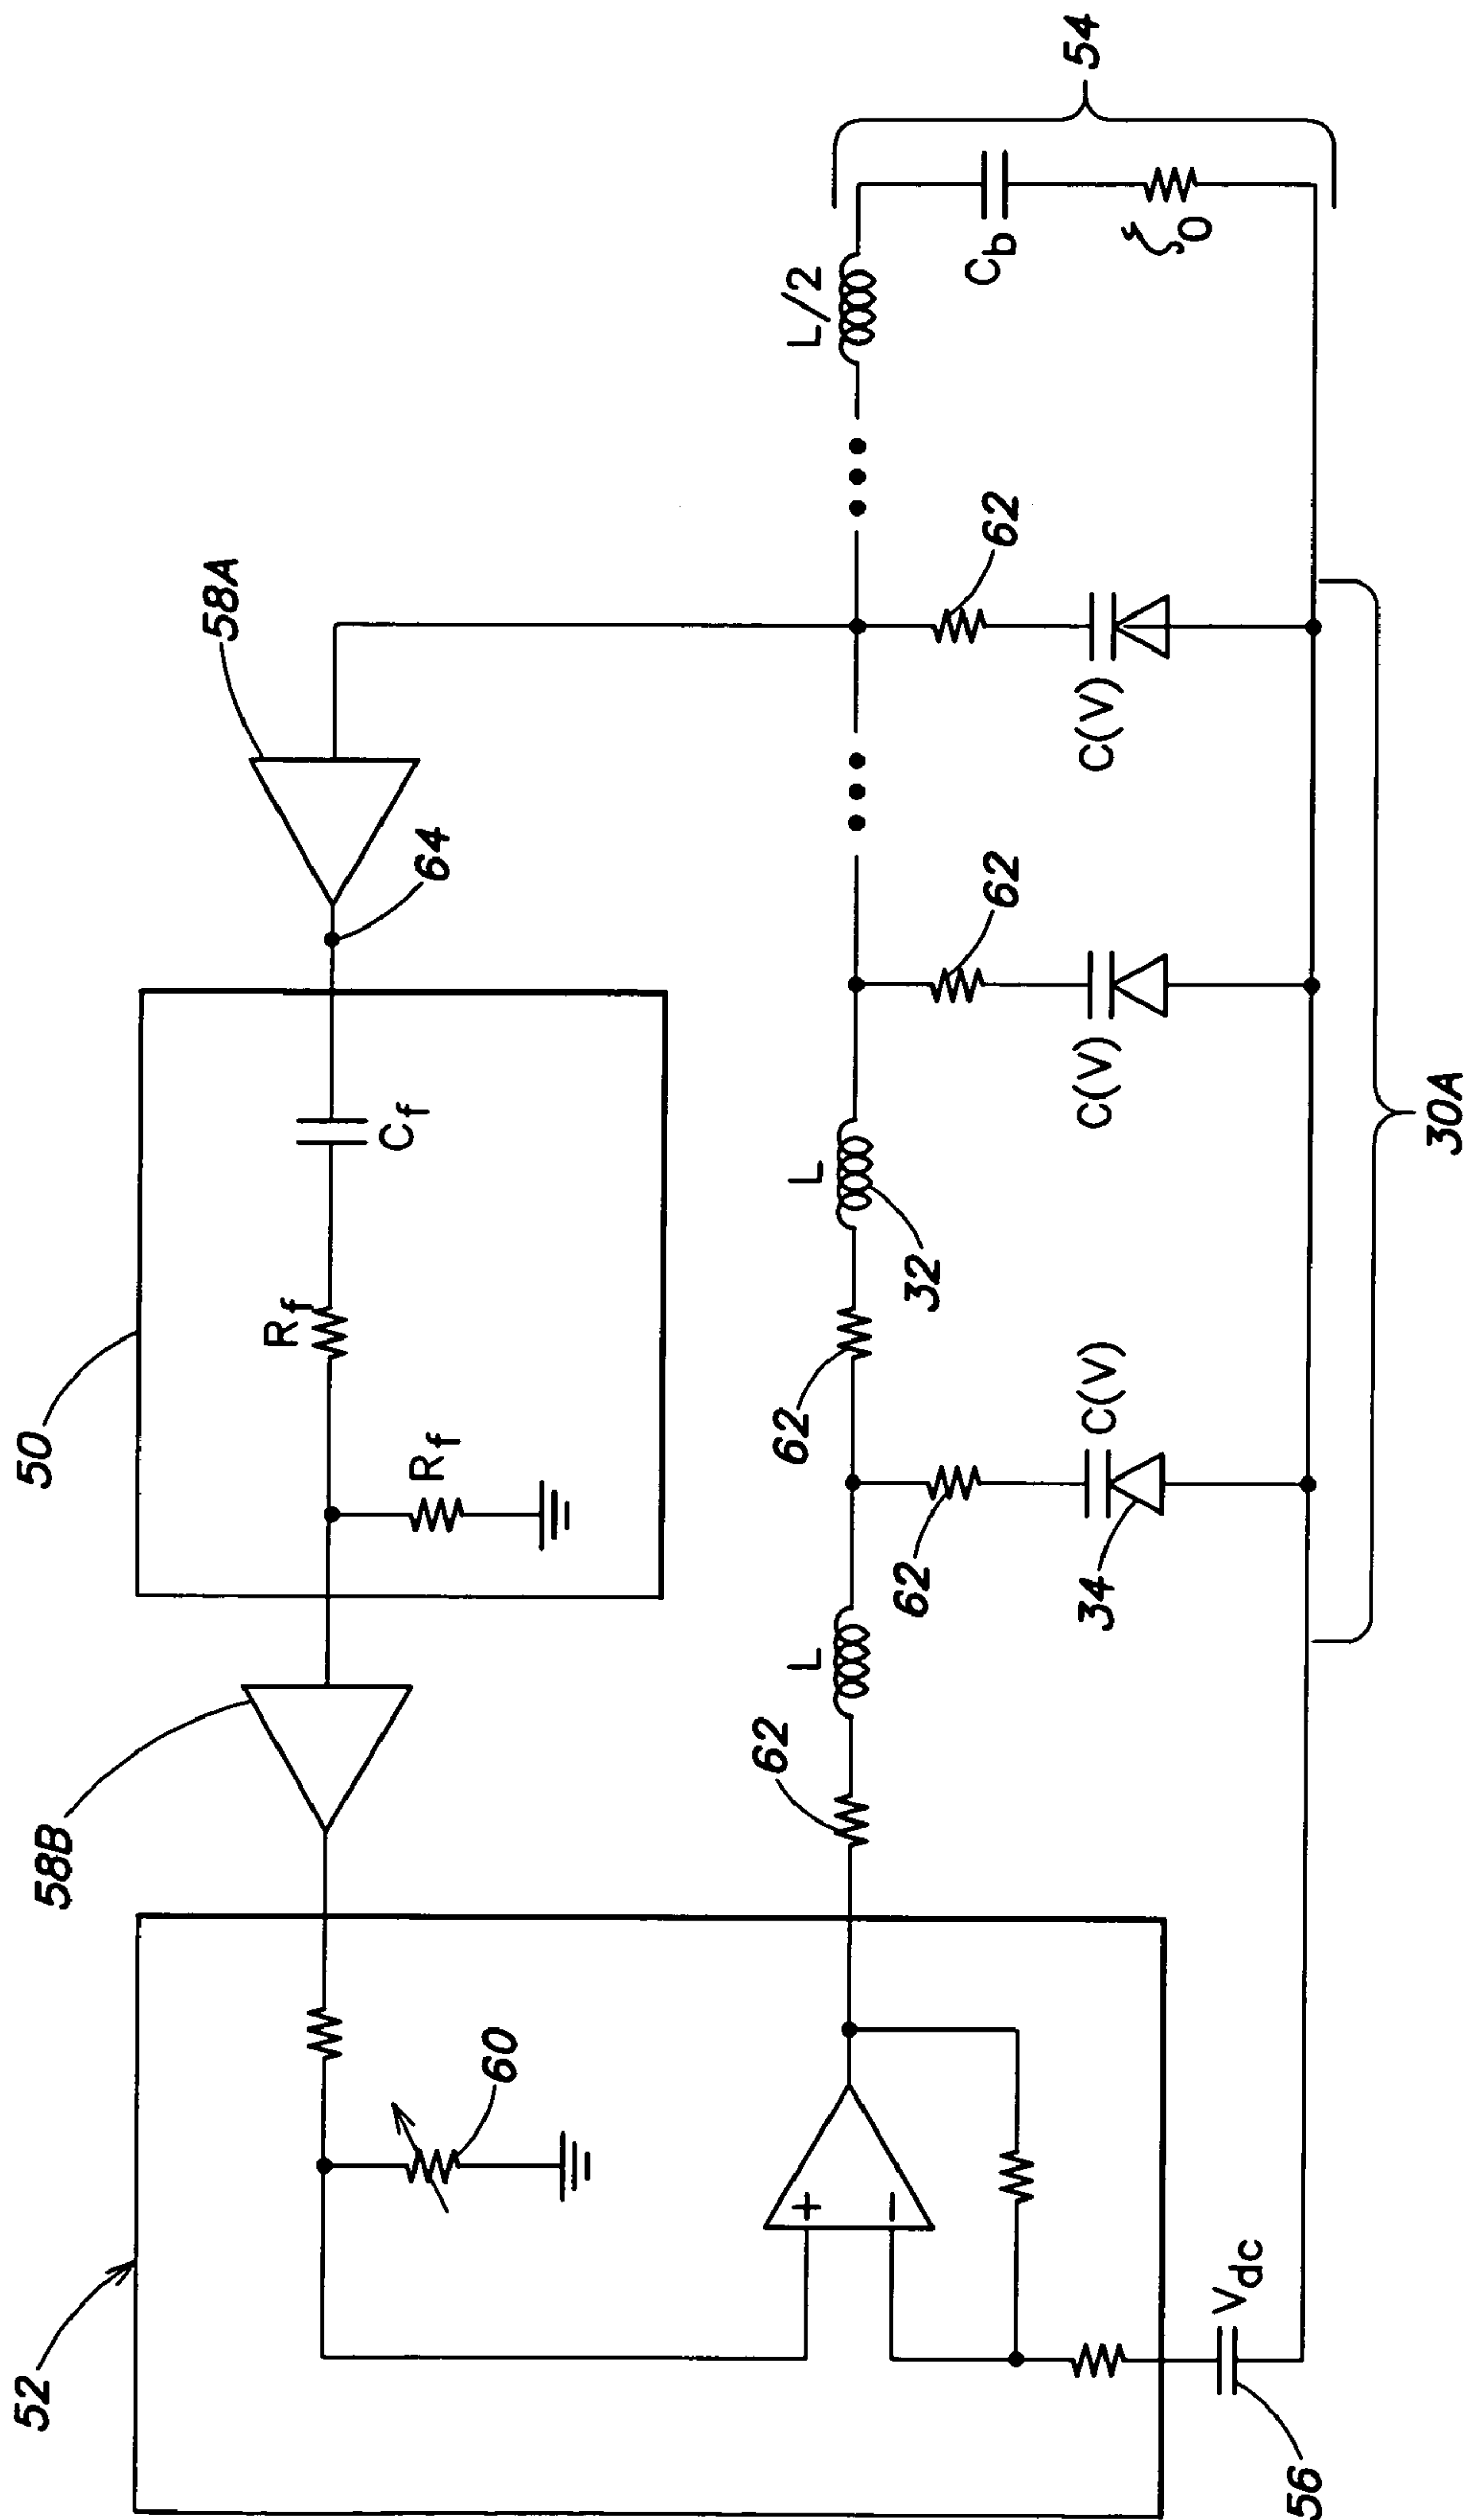 52
58B
50
58A
60
R_f
R_f
C_f
64
+
−
62
L
62
L
32
L/2
54
V_dc
56
62
34
C(V)
C(V)
62
C(V)
62
C_b
ζ_0
30A